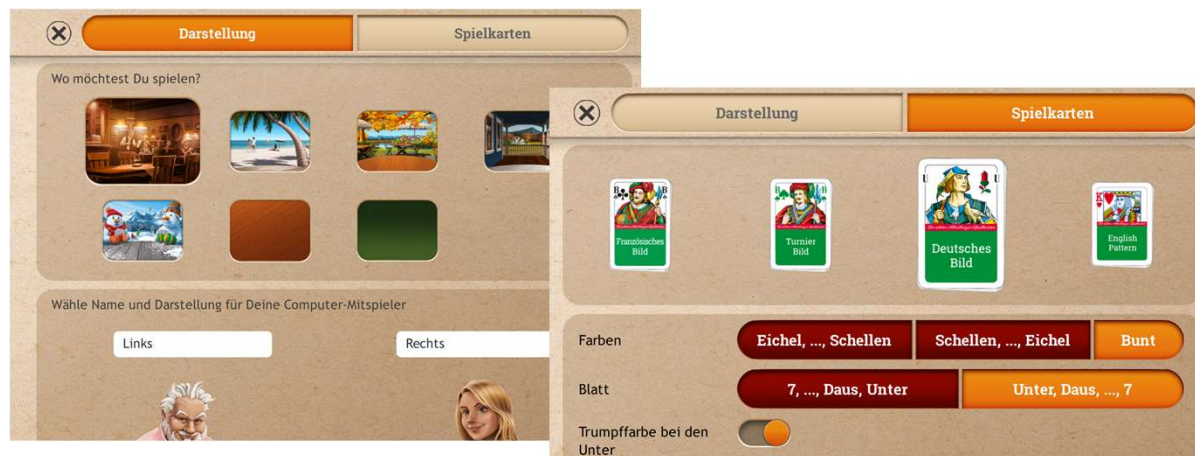 Darstellung
Spielkarten
Wo möchtest Du spielen?
Wähle Name und Darstellung für Deine Computer-Mitspieler
Links
Rechts
Darstellung
Spielkarten
B B
Französisches
Bild
B B
Turnier
Bild
U U
Deutsches
Bild
K
English
Pattern
Farben
Eichel, ..., Schellen
Schellen, ..., Eichel
Bunt
Blatt
7, ..., Daus, Unter
Unter, Daus, ..., 7
Trumpffarbe bei den
Unter